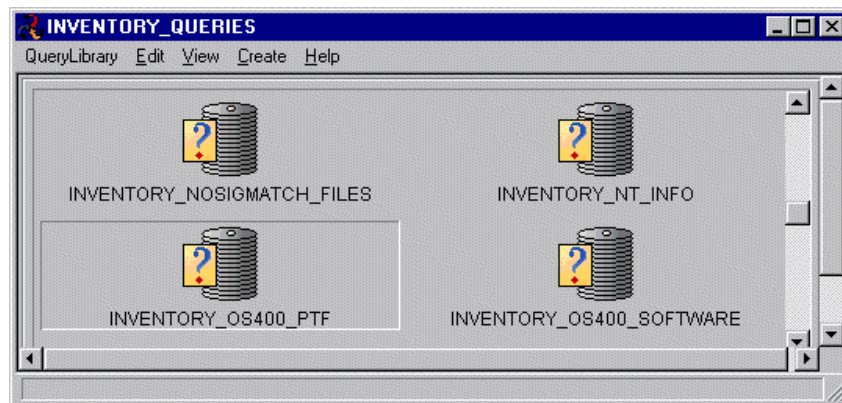 INVENTORY_QUERIES
QueryLibrary Edit View Create Help
INVENTORY_NOSIGMATCH_FILES INVENTORY_NT_INFO
INVENTORY_OS400_PTF INVENTORY_OS400_SOFTWARE